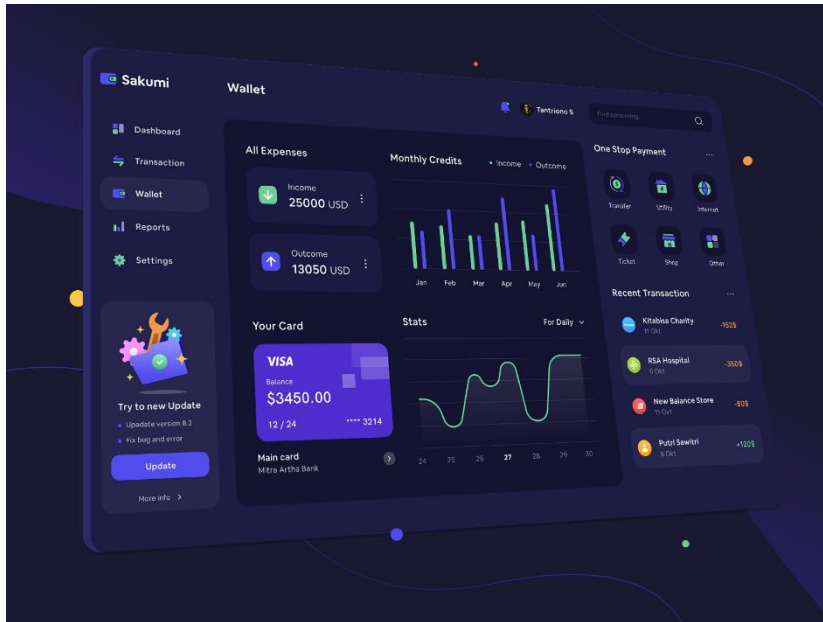 Sakumi
Wallet
Tantriono S
Find something..
Dashboard
Transaction
Wallet
Reports
Settings
Try to new Update
Upadate version 8.2
Fix bug and error
Update
More info
All Expenses
Income
25000 USD
Outcome
13050 USD
Monthly Credits
Income
Outcome
Jan Feb Mar Apr May Jun
Your Card
VISA
Balance
$3450.00
12 / 24 **** 3214
Main card
Mitra Artha Bank
Stats
For Daily
24 25 26 27 28 29 30
One Stop Payment
Transfer Utility Internet
Ticket Shop Other
Recent Transaction
Kitabisa Charity
11 Okt
-152$
RSA Hospital
6 Okt
-350$
New Balance Store
11 Okt
-80$
Putri Sawitri
6 Okt
+120$